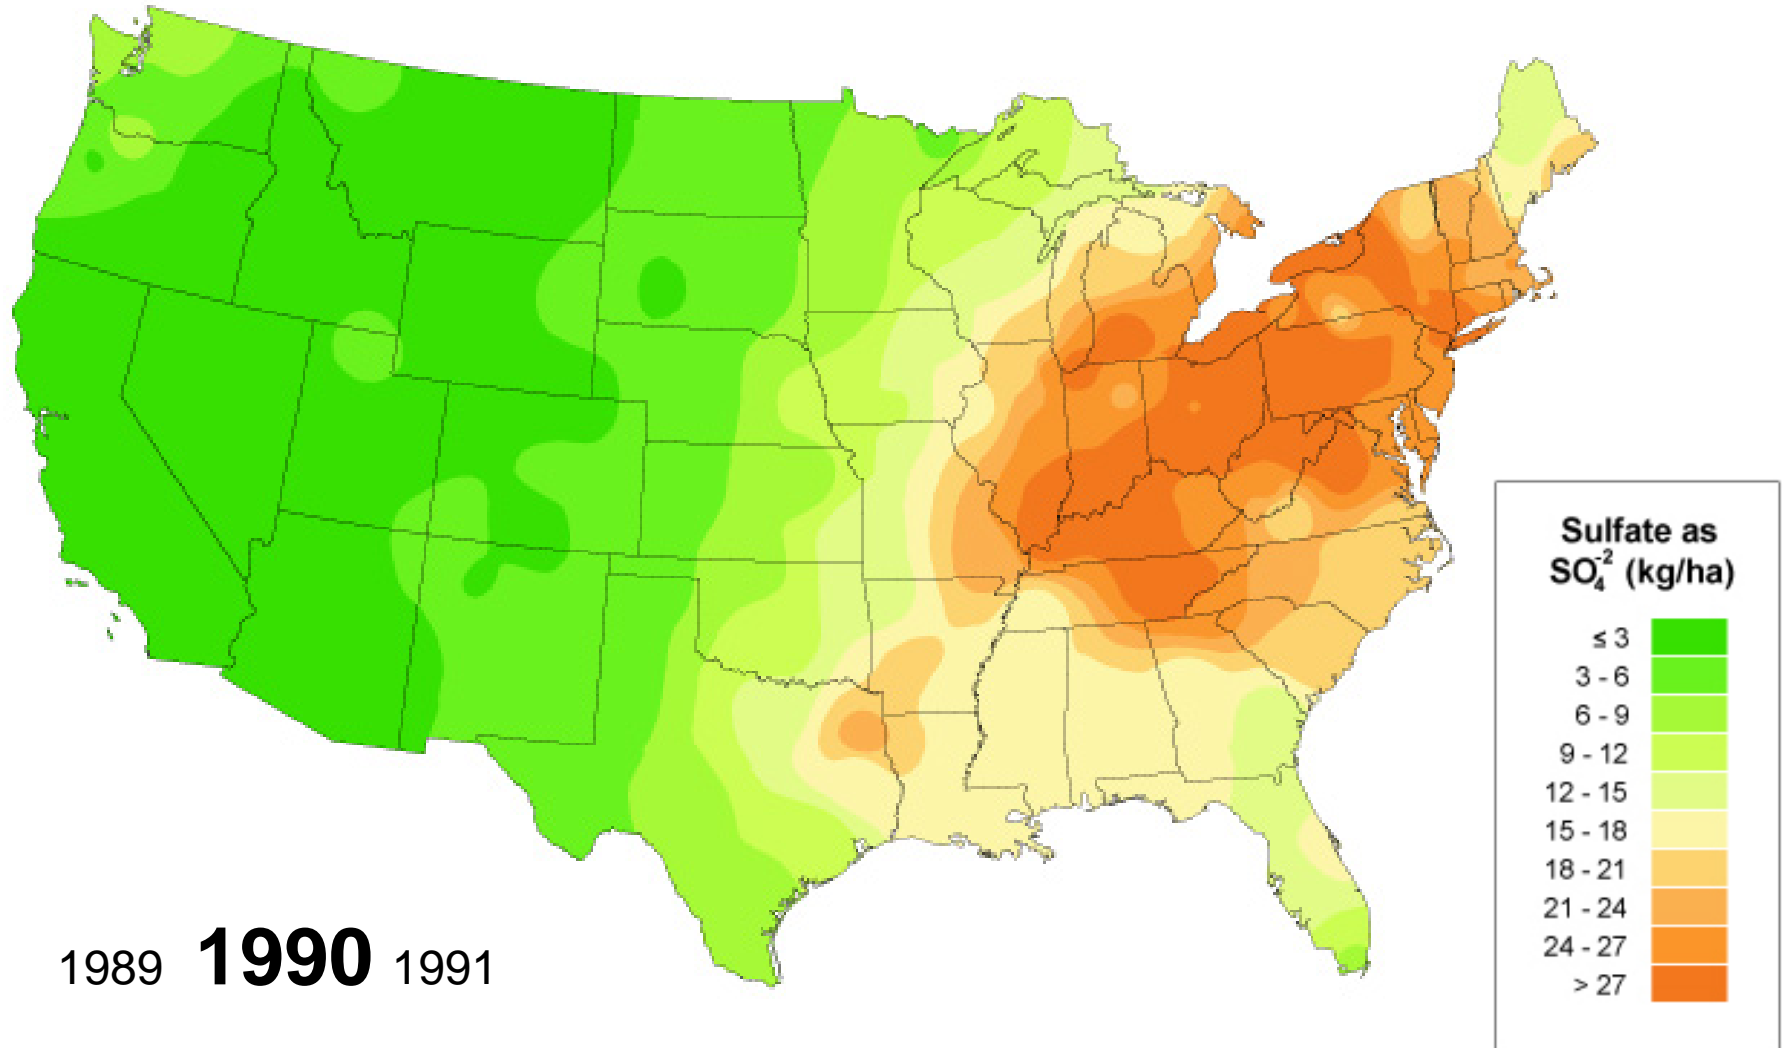 Sulfate as
SO₄⁻² (kg/ha)
≤ 3
3 - 6
6 - 9
9 - 12
12 - 15
15 - 18
18 - 21
21 - 24
24 - 27
> 27
1989 1990 1991